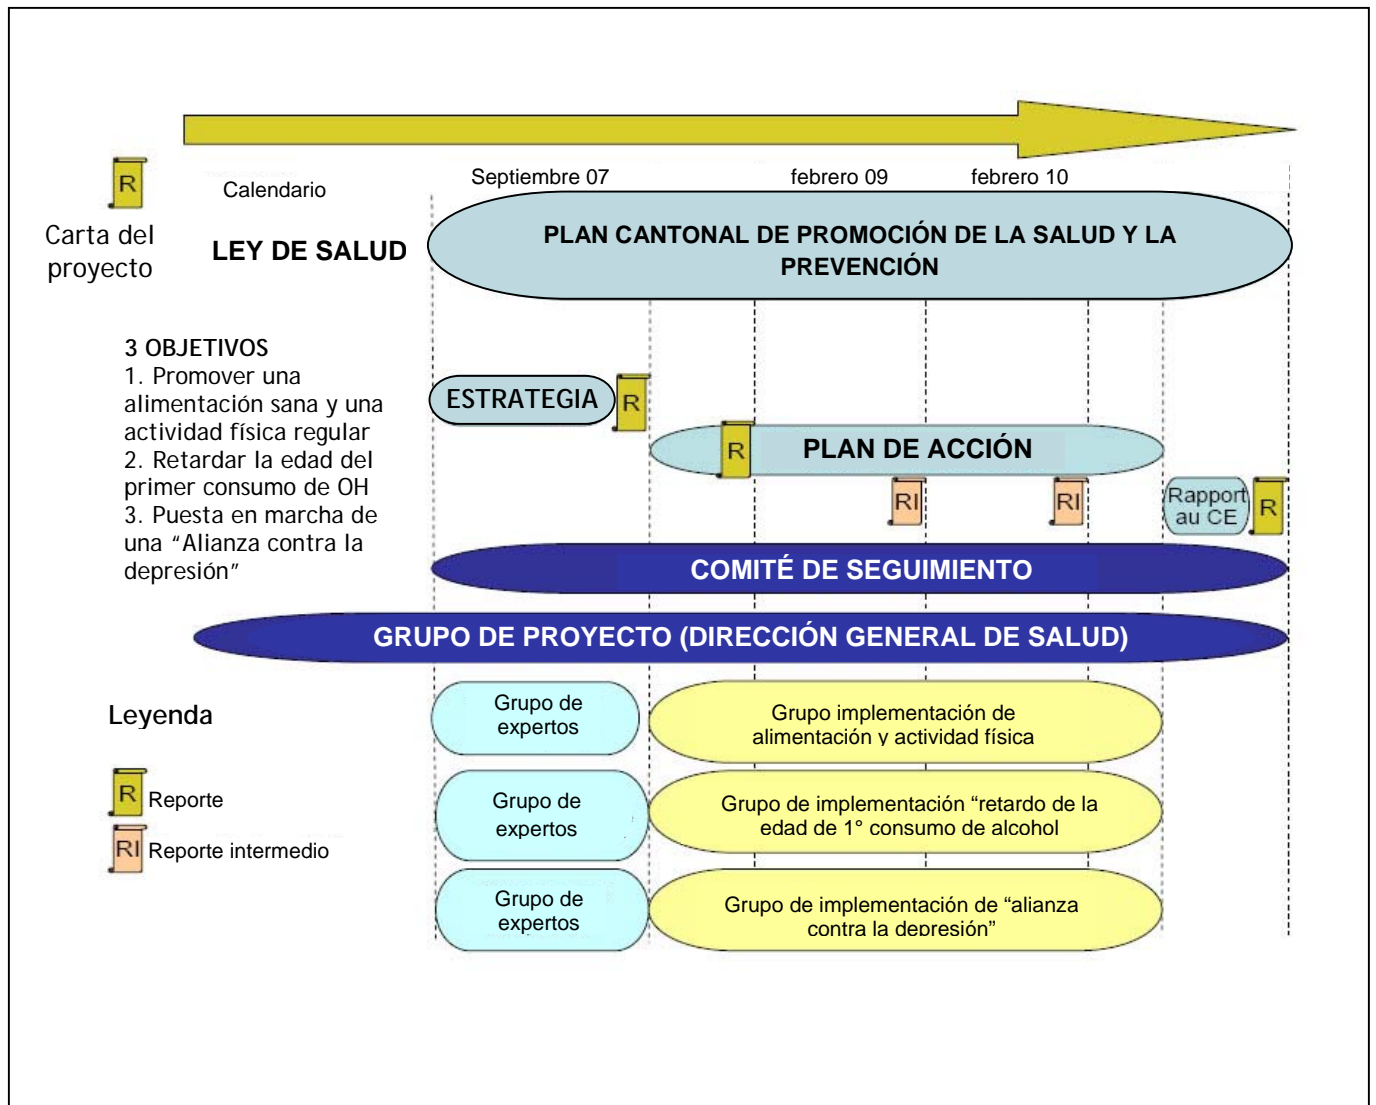 Septiembre 07
febrero 09
febrero 10
R
Calendario
Carta del
proyecto
LEY DE SALUD
PLAN CANTONAL DE PROMOCIÓN DE LA SALUD Y LA
PREVENCIÓN
3 OBJETIVOS
1. Promover una
alimentación sana y una
actividad física regular
2. Retardar la edad del
primer consumo de OH
3. Puesta en marcha de
una “Alianza contra la
depresión”
ESTRATEGIA
R
R
PLAN DE ACCIÓN
RI
RI
Rapport
au CE
R
COMITÉ DE SEGUIMIENTO
GRUPO DE PROYECTO (DIRECCIÓN GENERAL DE SALUD)
Leyenda
R Reporte
RI Reporte intermedio
Grupo de
expertos
Grupo implementación de
alimentación y actividad física
Grupo de
expertos
Grupo de implementación “retardo de la
edad de 1° consumo de alcohol
Grupo de
expertos
Grupo de implementación de “alianza
contra la depresión”